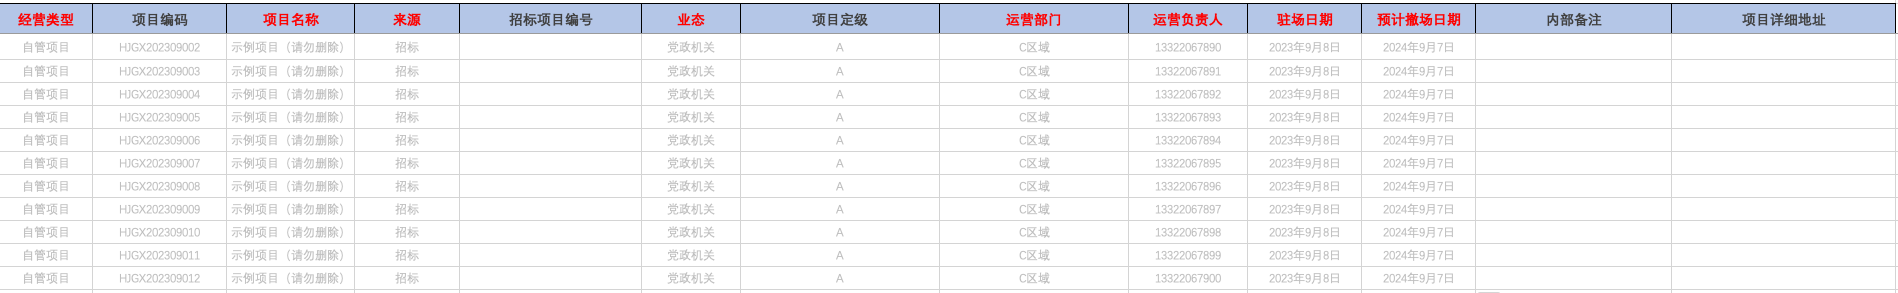 经营类型 项目编码 项目名称 来源 招标项目编号 业态 项目定级 运营部门 运营负责人 驻场日期 预计撤场日期 内部备注 项目详细地址
自管项目 HJGX202309002 示例项目（请勿删除） 招标 党政机关 A C区域 13322067890 2023年9月8日 2024年9月7日
自管项目 HJGX202309003 示例项目（请勿删除） 招标 党政机关 A C区域 13322067891 2023年9月8日 2024年9月7日
自管项目 HJGX202309004 示例项目（请勿删除） 招标 党政机关 A C区域 13322067892 2023年9月8日 2024年9月7日
自管项目 HJGX202309005 示例项目（请勿删除） 招标 党政机关 A C区域 13322067893 2023年9月8日 2024年9月7日
自管项目 HJGX202309006 示例项目（请勿删除） 招标 党政机关 A C区域 13322067894 2023年9月8日 2024年9月7日
自管项目 HJGX202309007 示例项目（请勿删除） 招标 党政机关 A C区域 13322067895 2023年9月8日 2024年9月7日
自管项目 HJGX202309008 示例项目（请勿删除） 招标 党政机关 A C区域 13322067896 2023年9月8日 2024年9月7日
自管项目 HJGX202309009 示例项目（请勿删除） 招标 党政机关 A C区域 13322067897 2023年9月8日 2024年9月7日
自管项目 HJGX202309010 示例项目（请勿删除） 招标 党政机关 A C区域 13322067898 2023年9月8日 2024年9月7日
自管项目 HJGX202309011 示例项目（请勿删除） 招标 党政机关 A C区域 13322067899 2023年9月8日 2024年9月7日
自管项目 HJGX202309012 示例项目（请勿删除） 招标 党政机关 A C区域 13322067900 2023年9月8日 2024年9月7日